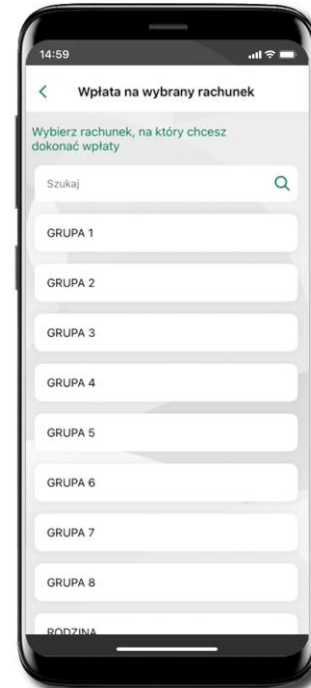 14:59
Wpłata na wybrany rachunek
Wybierz rachunek, na który chcesz
dokonać wpłaty
Szukaj
GRUPA 1
GRUPA 2
GRUPA 3
GRUPA 4
GRUPA 5
GRUPA 6
GRUPA 7
GRUPA 8
RODZINA